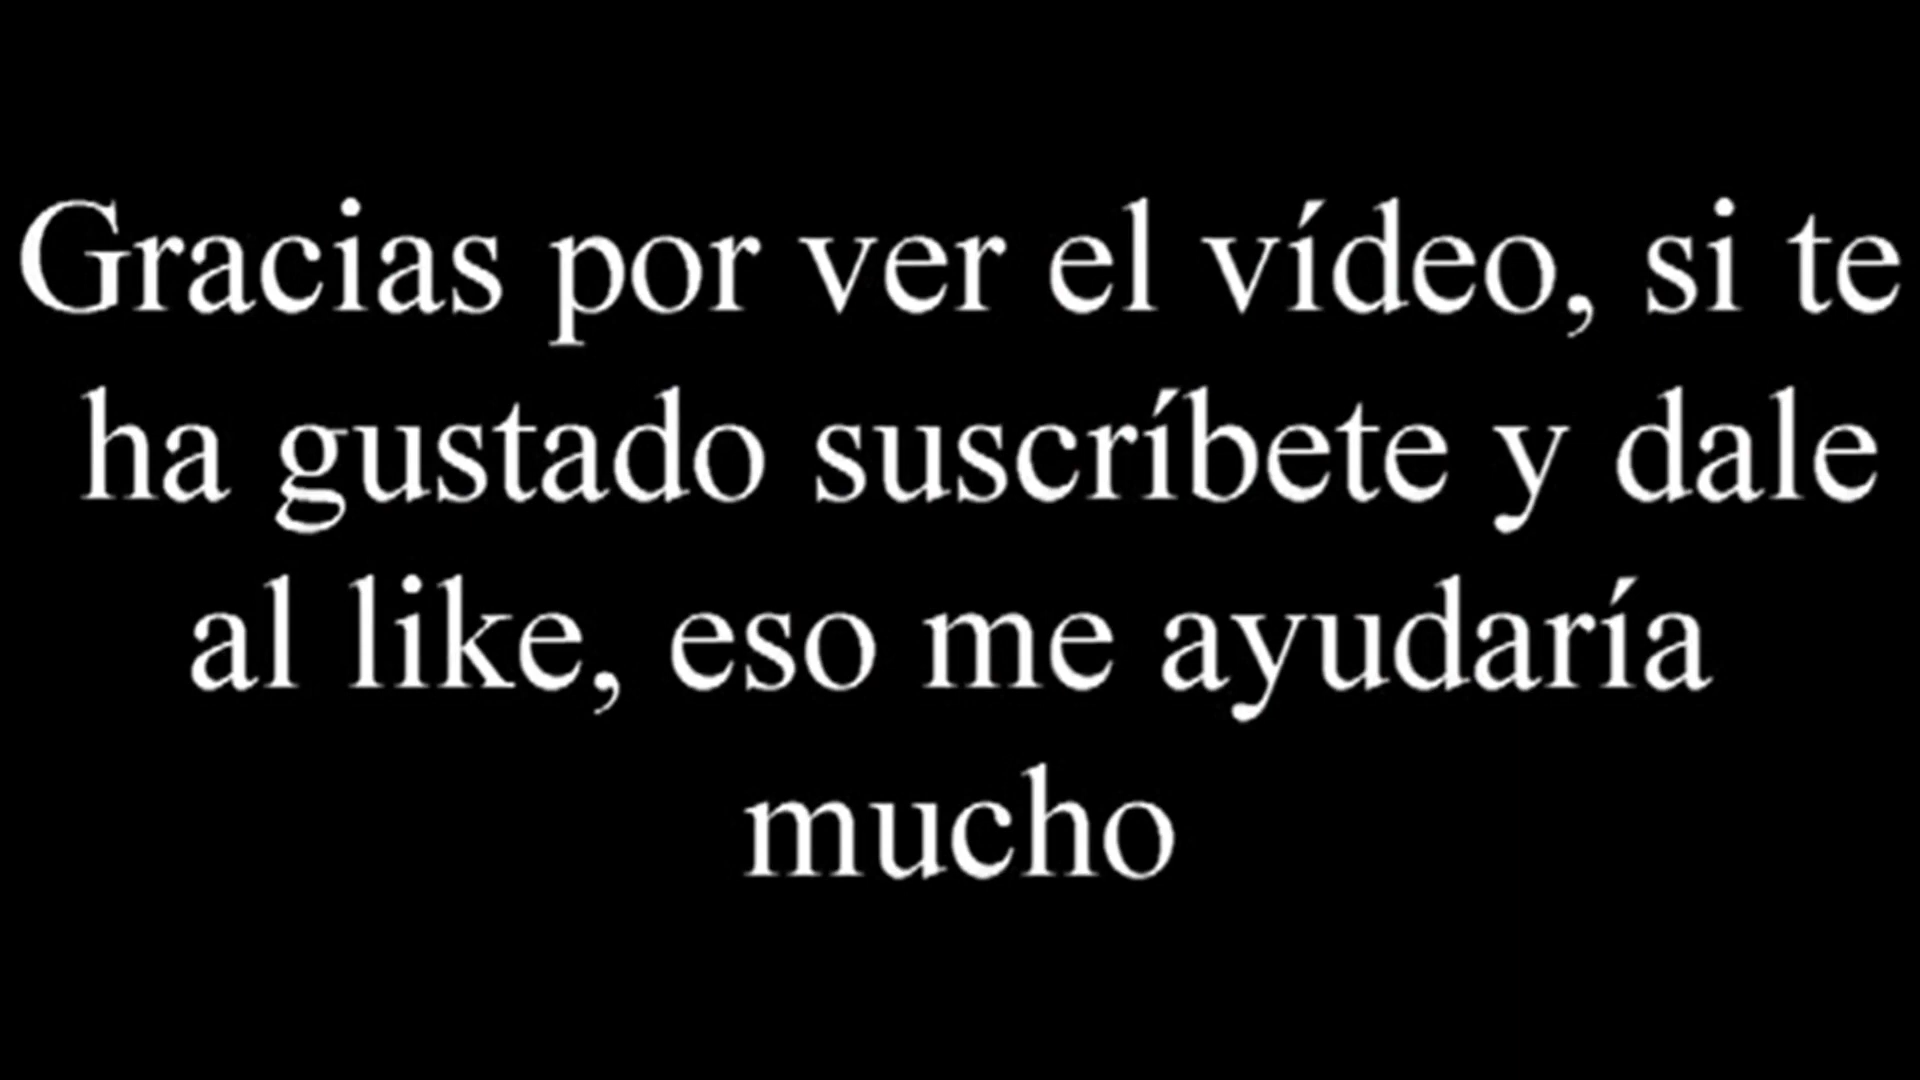 Gracias por ver el vídeo, si te
ha gustado suscríbete y dale
al like, eso me ayudaría
mucho